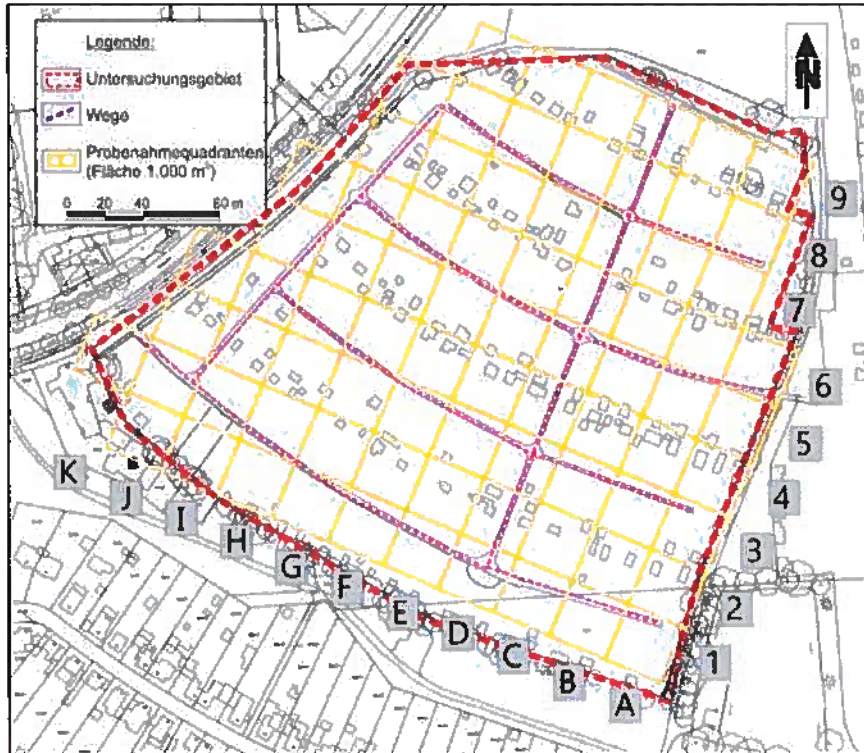 Legende:
Untersuchungsgebiet
Wege
Probenahmequadranten
(Fläche 1.000 m²)
0 20 40 80 m
N
9
8
7
6
5
4
3
2
1
K
J
I
H
G
F
E
D
C
B
A